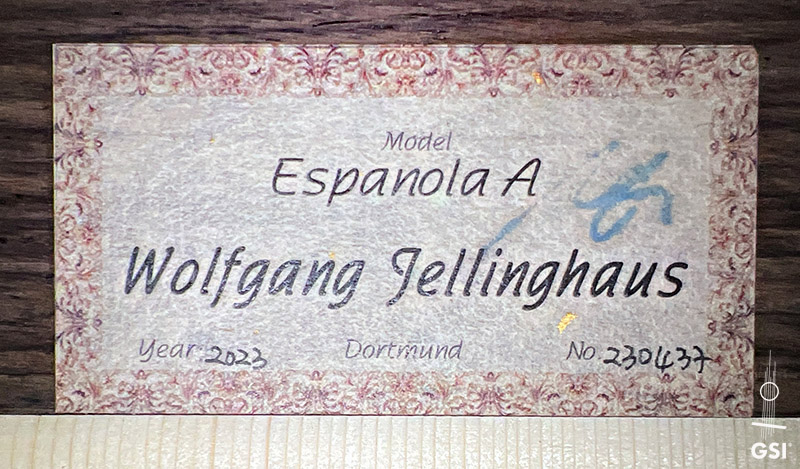 Model
Espanola A
Wolfgang Jellinghaus
Year 2023 Dortmund No. 230437
GSI